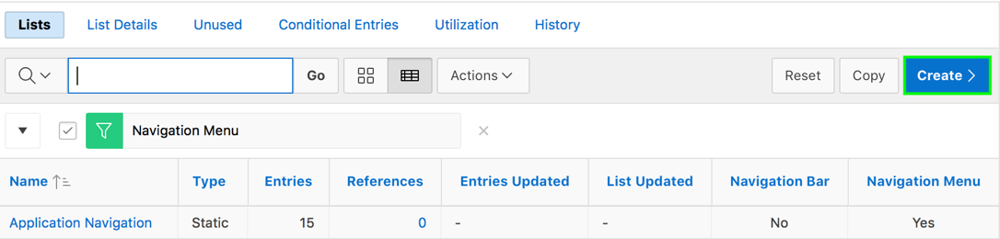 Lists List Details Unused Conditional Entries Utilization History
Go Actions Reset Copy Create
Navigation Menu
Name Type Entries References Entries Updated List Updated Navigation Bar Navigation Menu
Application Navigation Static 15 0 - - No Yes